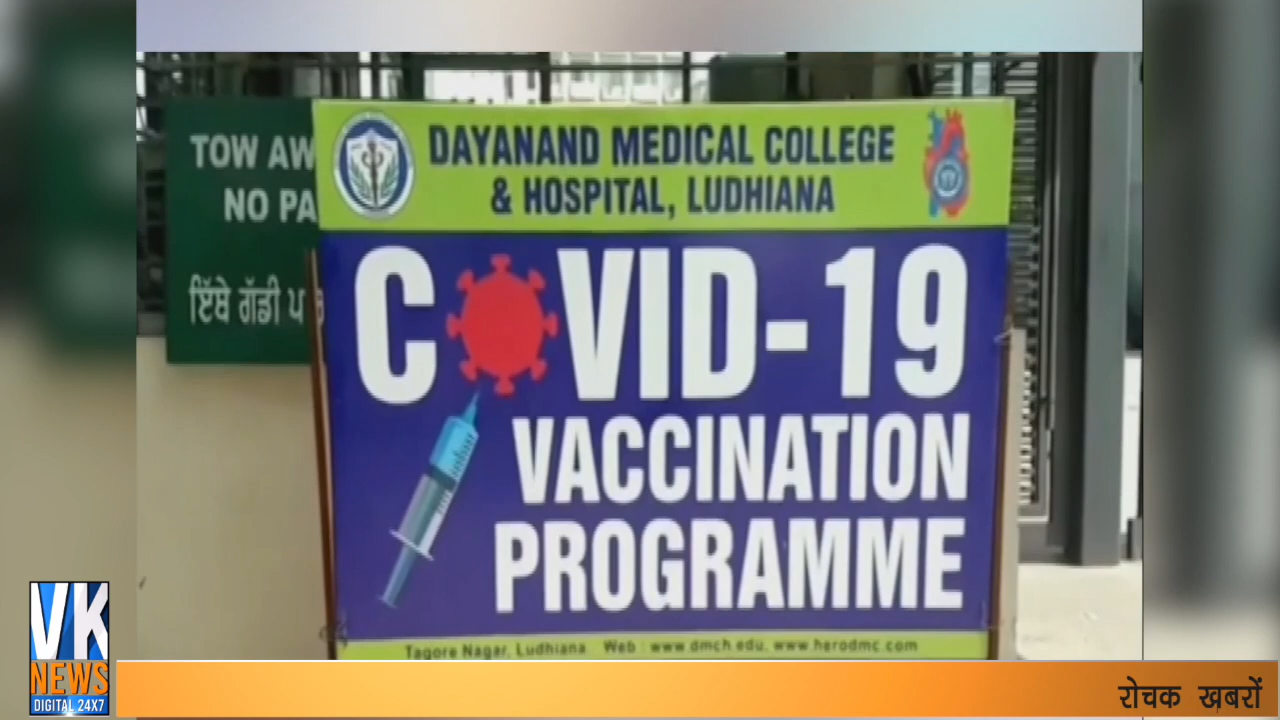 TOW AW
NO PA
ਇੱਥੇ ਗੱਡੀ ਪ
DAYANAND MEDICAL COLLEGE
& HOSPITAL, LUDHIANA
COVID-19
VACCINATION
PROGRAMME
Tagore Nagar, Ludhiana. Web : www.dmch.edu, www.herodmc.com
VK
NEWS
DIGITAL 24X7
रोचक खबरों